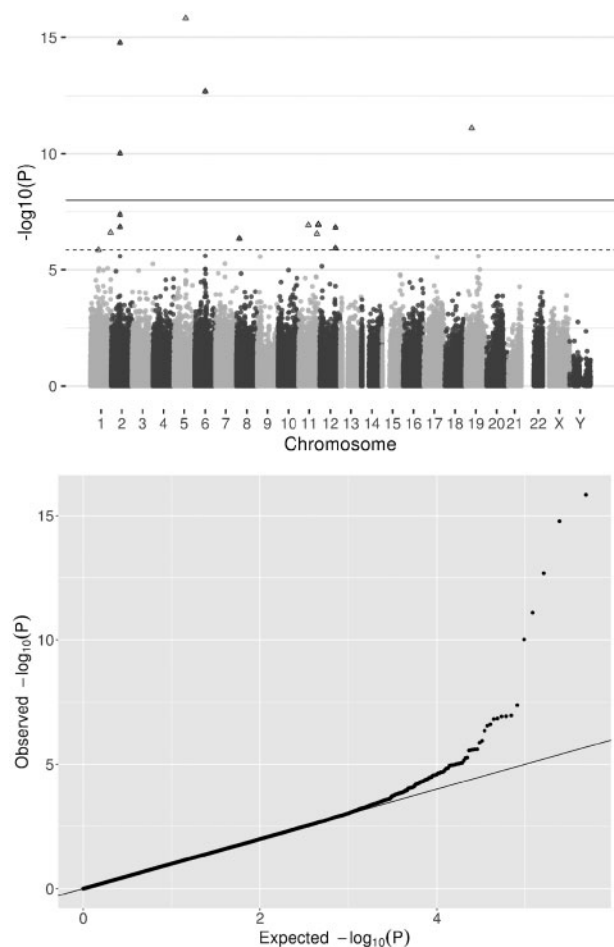 15
10
-log10(P)
5
0
1 2 3 4 5 6 7 8 9 10 11 12 13 14 15 16 17 18 19 20 21 22 X Y
Chromosome
15
10
Observed −log₁₀(P)
5
0
0 2 4
Expected −log₁₀(P)